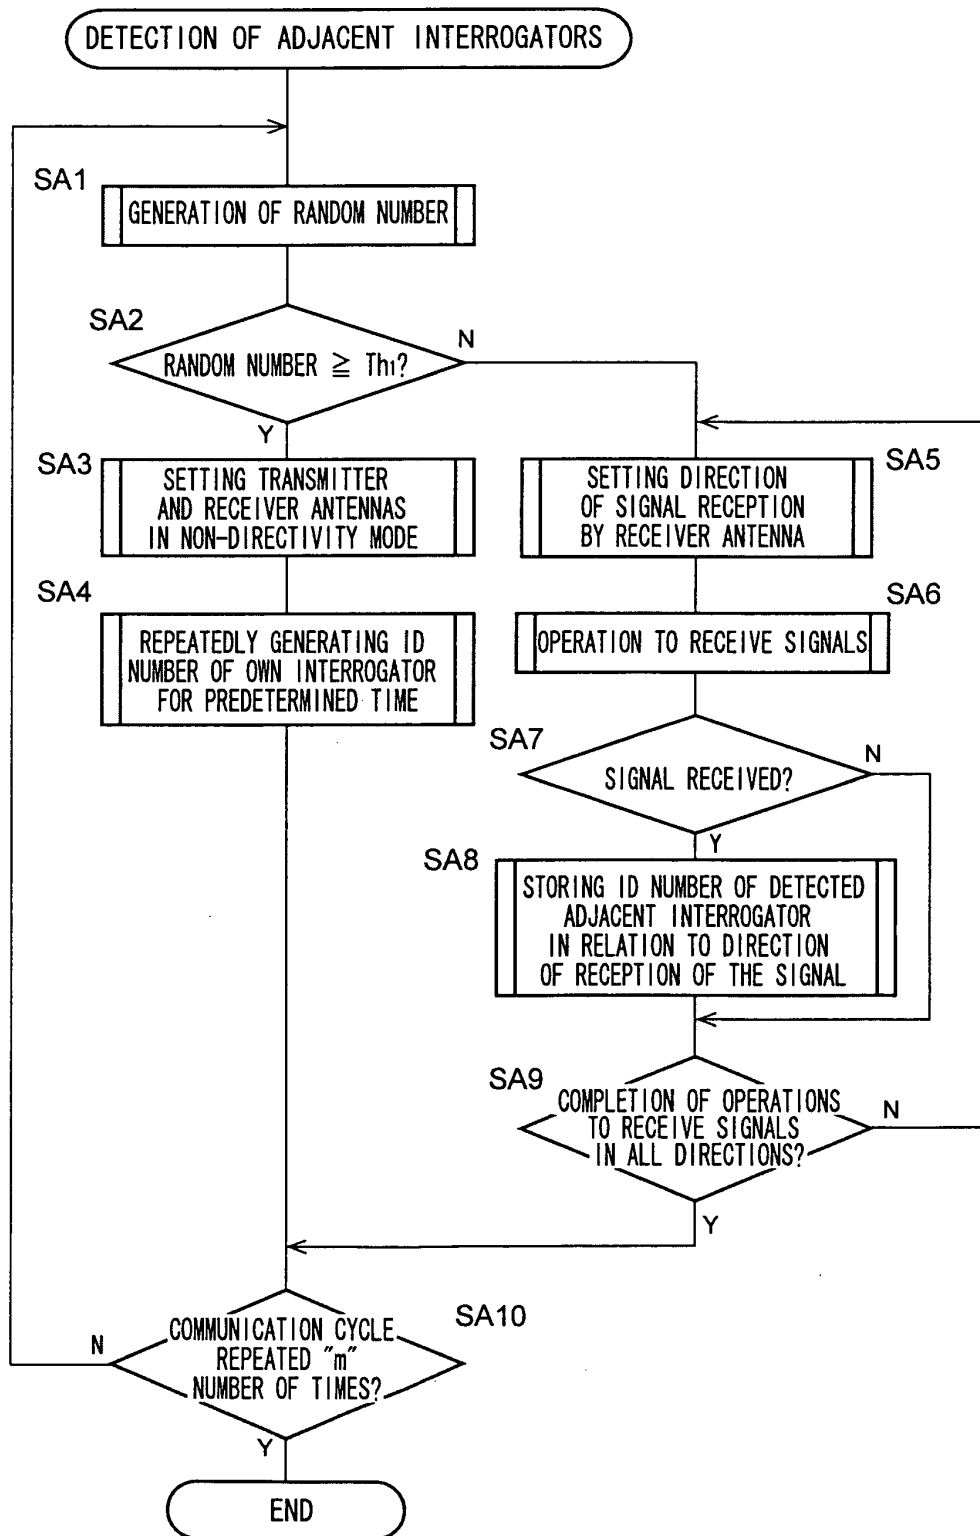 DETECTION OF ADJACENT INTERROGATORS
SA1
GENERATION OF RANDOM NUMBER
SA2
RANDOM NUMBER ≧ Th1?
N
Y
SA3
SETTING TRANSMITTER
AND RECEIVER ANTENNAS
IN NON-DIRECTIVITY MODE
SA5
SETTING DIRECTION
OF SIGNAL RECEPTION
BY RECEIVER ANTENNA
SA4
REPEATEDLY GENERATING ID
NUMBER OF OWN INTERROGATOR
FOR PREDETERMINED TIME
SA6
OPERATION TO RECEIVE SIGNALS
SA7
SIGNAL RECEIVED?
N
Y
SA8
STORING ID NUMBER OF DETECTED
ADJACENT INTERROGATOR
IN RELATION TO DIRECTION
OF RECEPTION OF THE SIGNAL
SA9
COMPLETION OF OPERATIONS
TO RECEIVE SIGNALS
IN ALL DIRECTIONS?
N
Y
SA10
COMMUNICATION CYCLE
REPEATED "m"
NUMBER OF TIMES?
N
Y
END